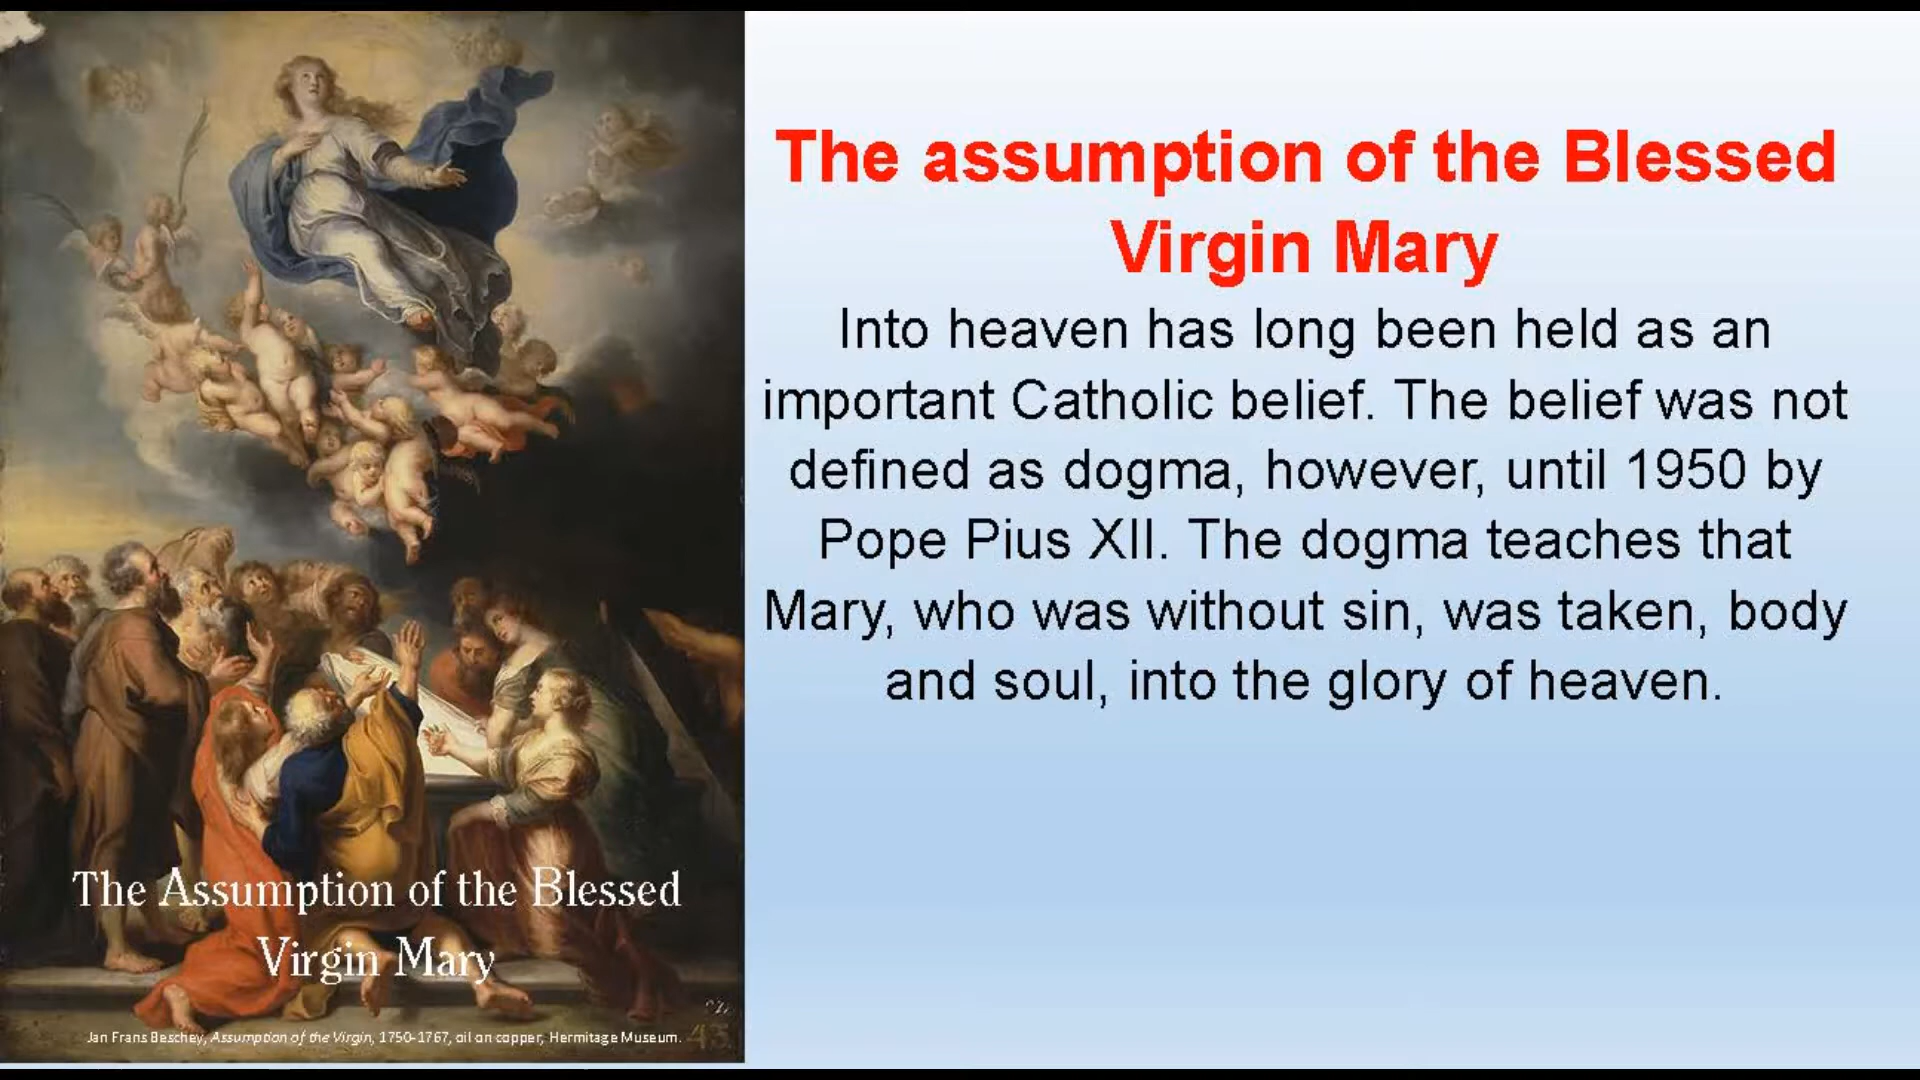 The assumption of the Blessed
Virgin Mary
Into heaven has long been held as an
important Catholic belief. The belief was not
defined as dogma, however, until 1950 by
Pope Pius XII. The dogma teaches that
Mary, who was without sin, was taken, body
and soul, into the glory of heaven.
The Assumption of the Blessed
Virgin Mary
Jan Frans Beschey, Assumption of the Virgin, 1750-1767, oil on copper, Hermitage Museum.